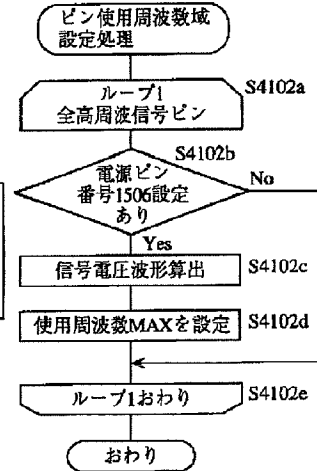 ピン使用周波数域
設定処理
ループ1
全高周波信号ピン
S4102a
S4102b
電源ピン
番号1506設定
あり
No
Yes
信号電圧波形算出
S4102c
使用周波数MAXを設定
S4102d
ループ1おわり
S4102e
おわり